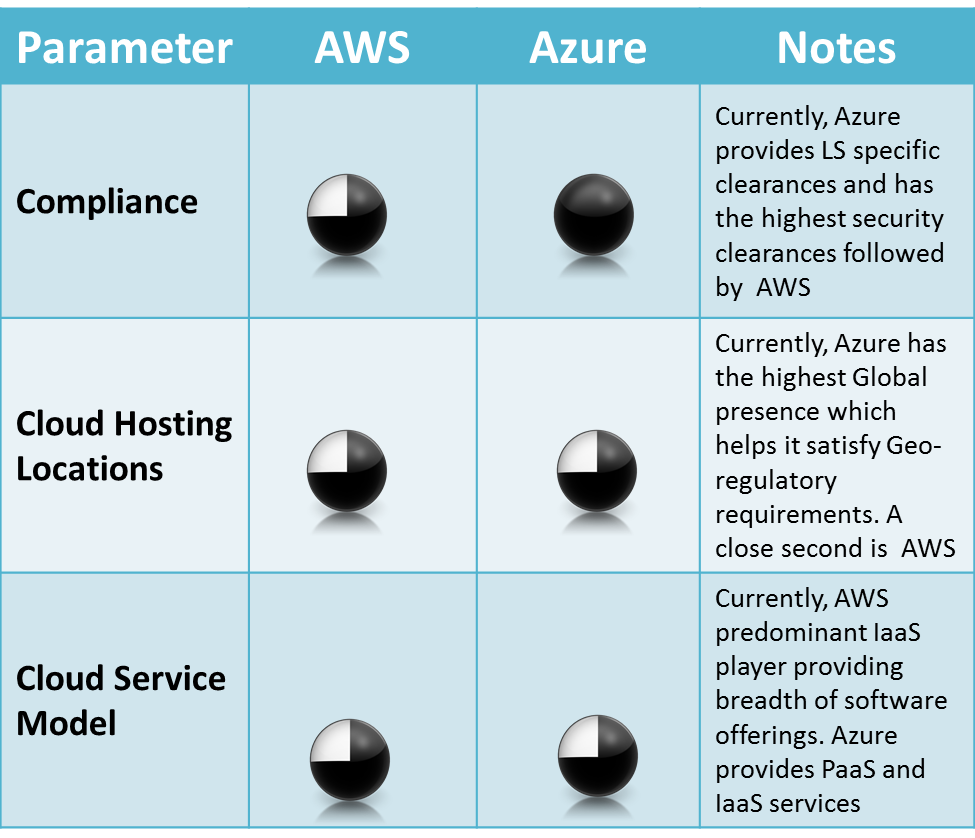 Parameter AWS Azure Notes
Compliance
Currently, Azure
provides LS specific
clearances and has
the highest security
clearances followed
by AWS
Cloud Hosting
Locations
Currently, Azure has
the highest Global
presence which
helps it satisfy Geo-
regulatory
requirements. A
close second is AWS
Cloud Service
Model
Currently, AWS
predominant IaaS
player providing
breadth of software
offerings. Azure
provides PaaS and
IaaS services